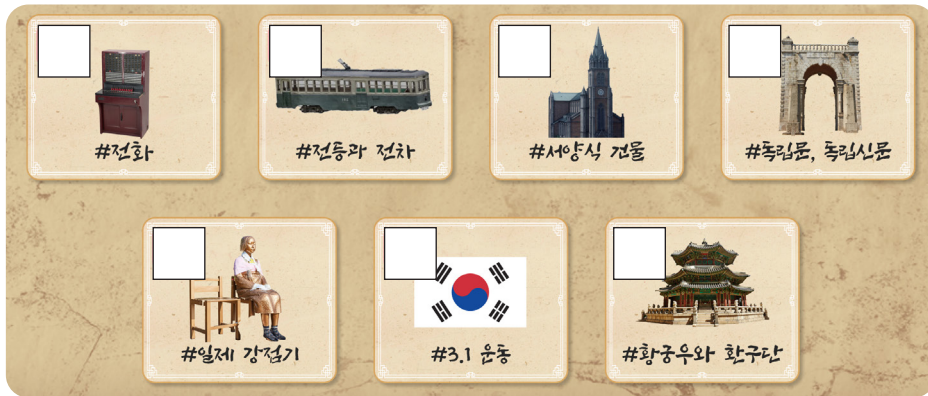 #전화
#전등과 전차
#서양식 건물
#독립문, 독립신문
#일제 강점기
#3.1 운동
#황궁우와 환구단